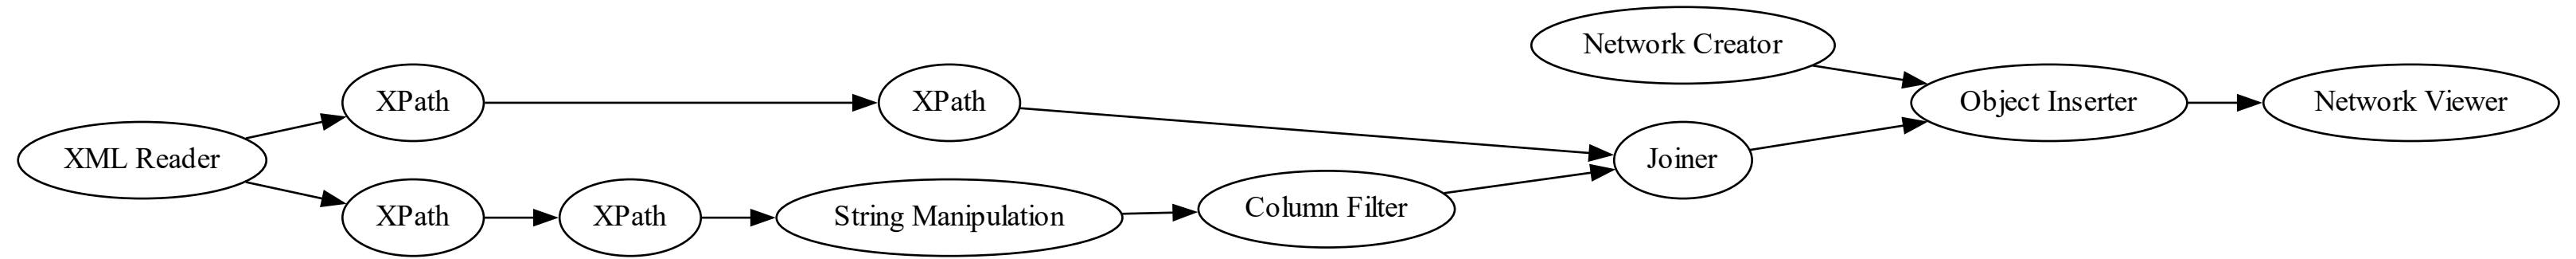 Network Creator
XPath
XPath
Object Inserter
Network Viewer
XML Reader
Joiner
XPath
XPath
String Manipulation
Column Filter